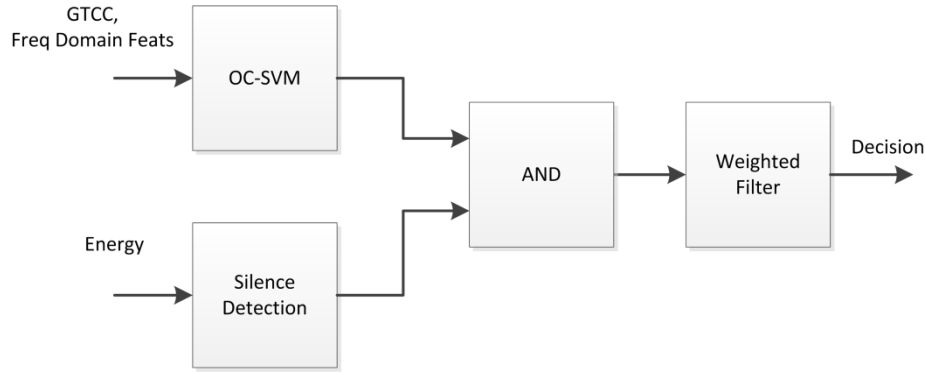 GTCC,
Freq Domain Feats
OC-SVM
Energy
Silence
Detection
AND
Weighted
Filter
Decision